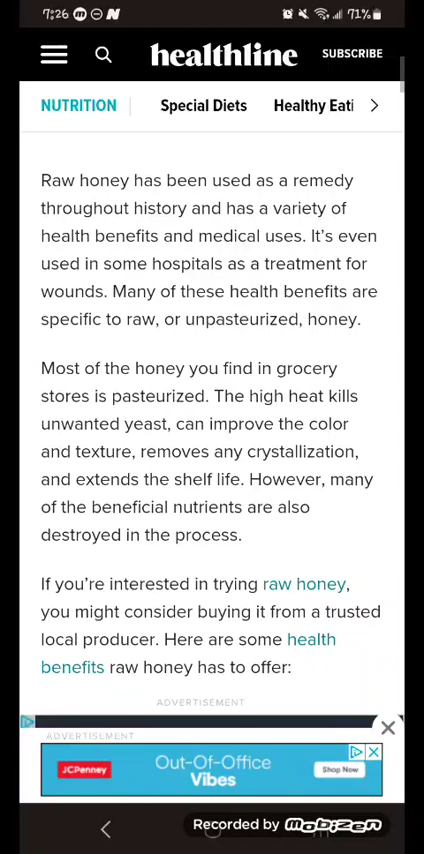 7:26
71%
healthline
SUBSCRIBE
NUTRITION
Special Diets
Healthy Eati
Raw honey has been used as a remedy
throughout history and has a variety of
health benefits and medical uses. It’s even
used in some hospitals as a treatment for
wounds. Many of these health benefits are
specific to raw, or unpasteurized, honey.
Most of the honey you find in grocery
stores is pasteurized. The high heat kills
unwanted yeast, can improve the color
and texture, removes any crystallization,
and extends the shelf life. However, many
of the beneficial nutrients are also
destroyed in the process.
If you’re interested in trying raw honey,
you might consider buying it from a trusted
local producer. Here are some health
benefits raw honey has to offer:
ADVERTISEMENT
ADVERTISEMENT
JCPenney
Out-Of-Office
Vibes
Shop Now
Recorded by mobizen